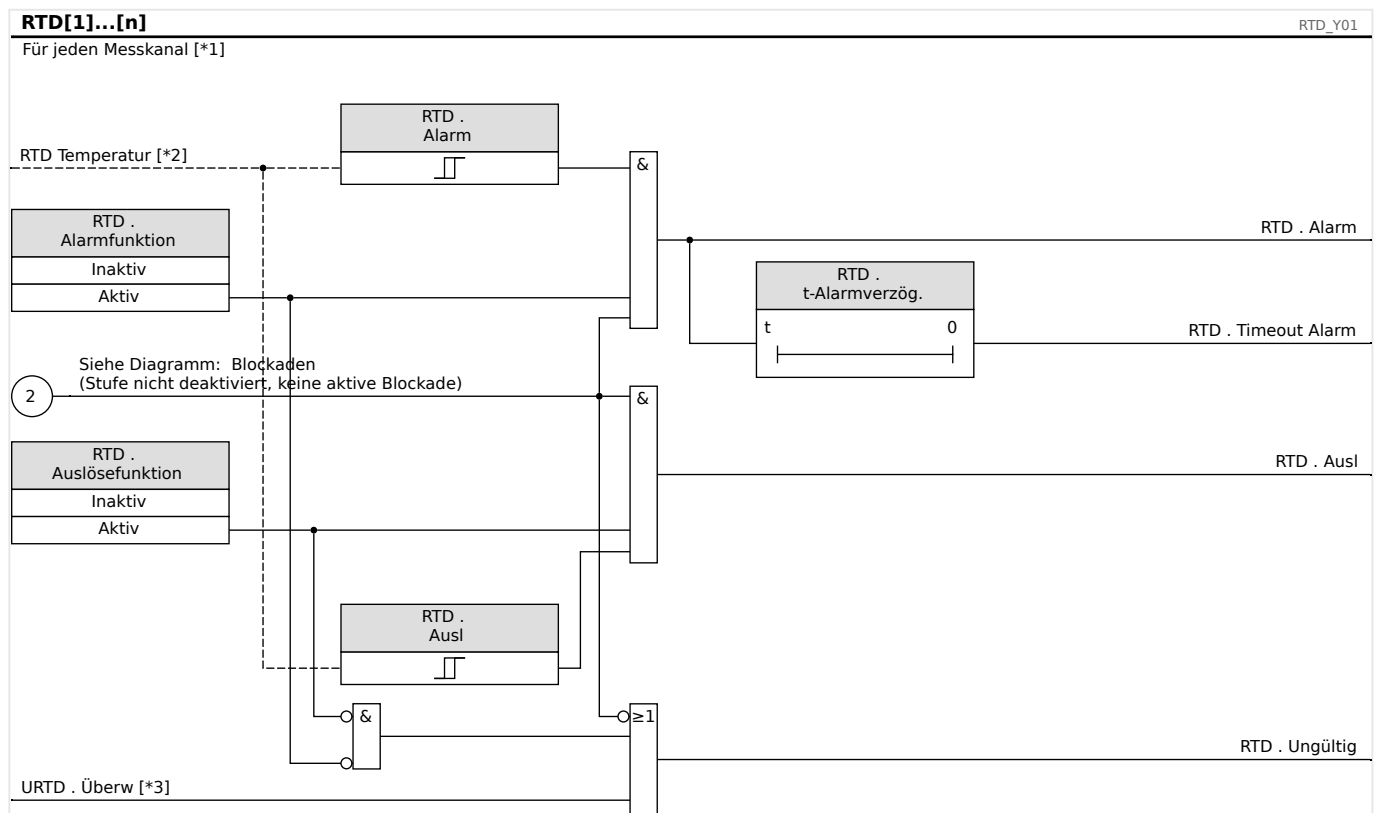 RTD[1]...[n]
RTD_Y01
Für jeden Messkanal [*1]
RTD .
Alarm
RTD Temperatur [*2]
&
RTD .
Alarmfunktion
Inaktiv
Aktiv
RTD . Alarm
RTD .
t-Alarmverzög.
t 0
RTD . Timeout Alarm
Siehe Diagramm: Blockaden
(Stufe nicht deaktiviert, keine aktive Blockade)
2
&
RTD .
Auslösefunktion
Inaktiv
Aktiv
RTD . Ausl
RTD .
Ausl
&
≥1
RTD . Ungültig
URTD . Überw [*3]